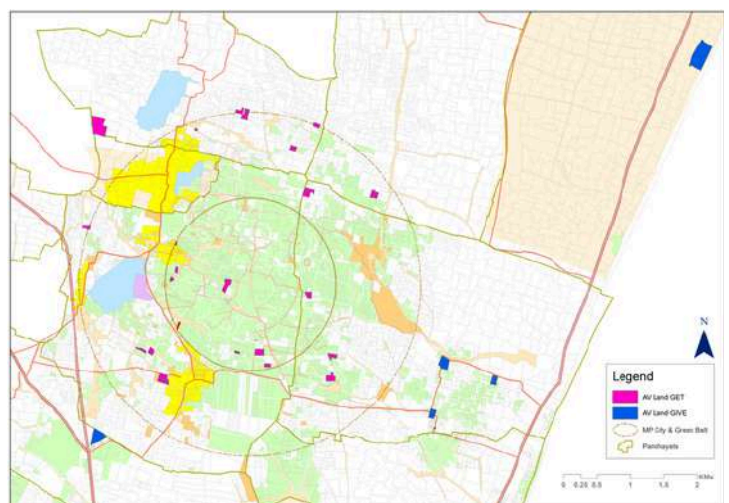 N
Legend
AV Land GET
AV Land GIVE
MP City & Green Belt
Panchayats
0 0.25 0.5 1 1.5 2